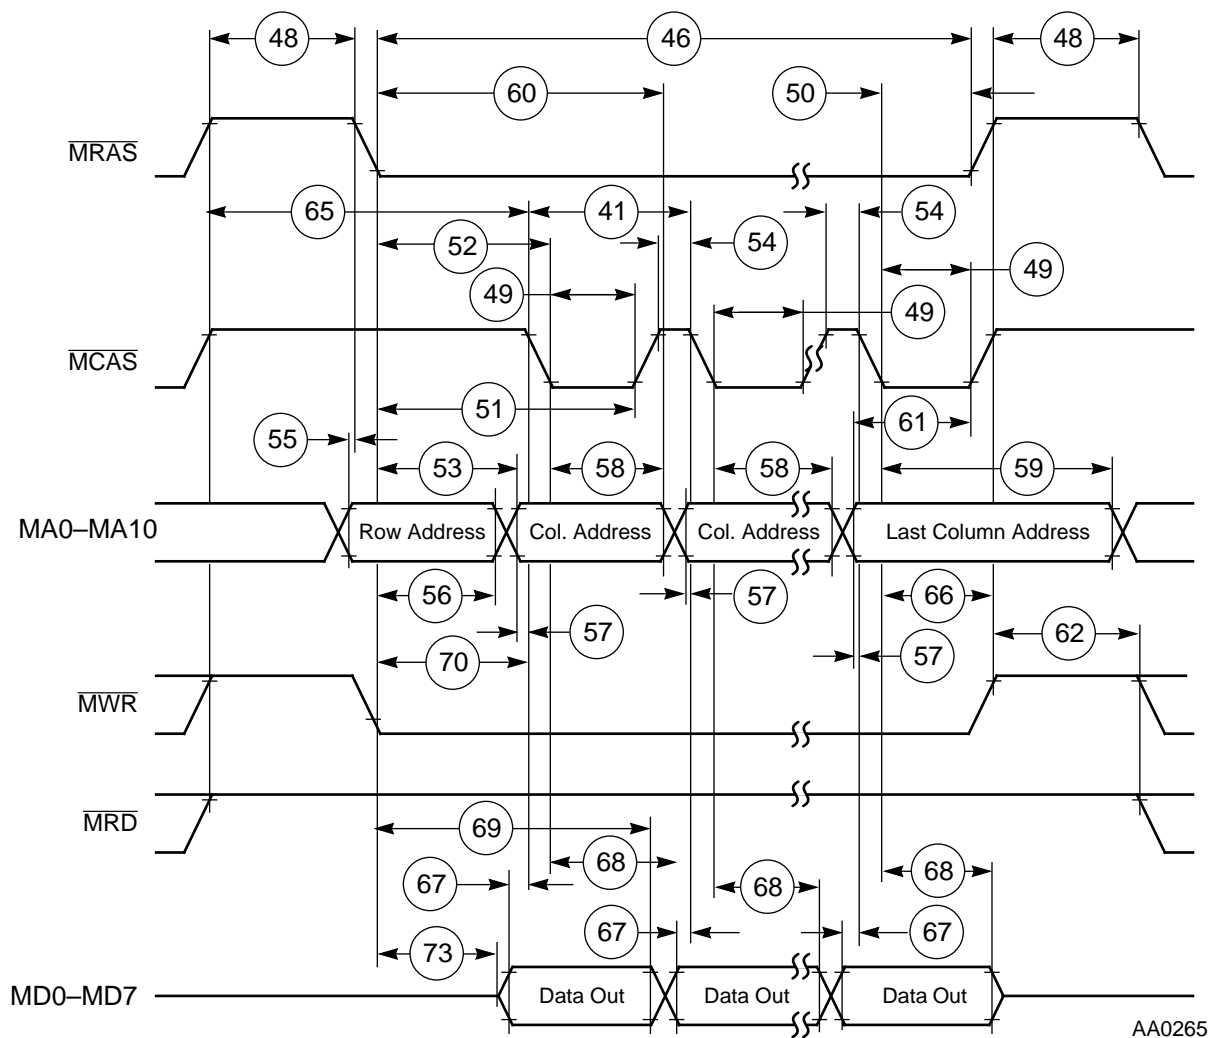 48 46 48
60 50
MRAS
65 41 54
52 54
49 49
49
MCAS
51 61
55
53 58 58 59
MA0–MA10 Row Address Col. Address Col. Address Last Column Address
56 57 66
57 62
70 57
MWR
MRD
69
68 68
67 68
67 67
73
MD0–MD7 Data Out Data Out Data Out
AA0265